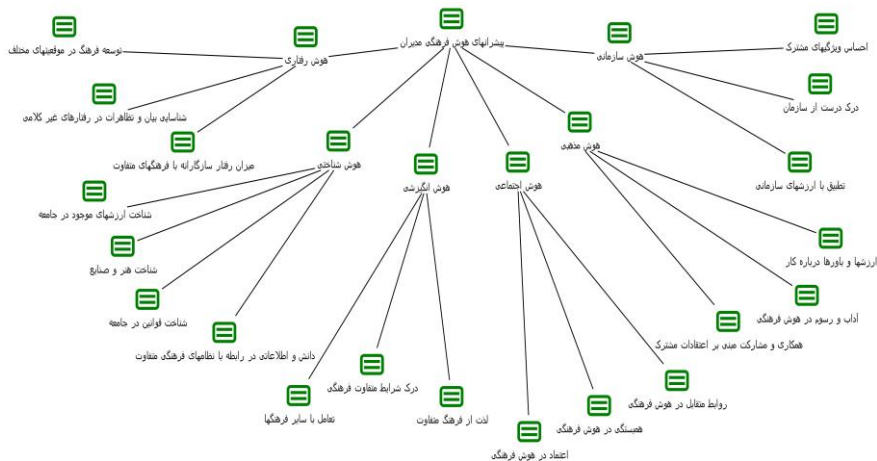 پیشرانهای هوش فرهنگی مدیران
هوش سازمانی
احساس ویژگیهای مشترک
درک درست از سازمان
تطبیق با ارزشهای سازمانی
هوش مذهبی
ارزشها و باورها درباره کار
آداب و رسوم در هوش فرهنگی
همکاری و مشارکت مبنی بر اعتقادات مشترک
هوش اجتماعی
روابط متقابل در هوش فرهنگی
همبستگی در هوش فرهنگی
اعتماد در هوش فرهنگی
هوش انگیزشی
لذت از فرهنگ متفاوت
درک شرایط متفاوت فرهنگی
تعامل با سایر فرهنگها
هوش شناختی
دانش و اطلاعاتی در رابطه با نظامهای فرهنگی متفاوت
شناخت قوانین در جامعه
شناخت هنر و صنایع
شناخت ارزشهای موجود در جامعه
هوش رفتاری
میزان رفتار سازگارانه با فرهنگهای متفاوت
شناسایی بیان و تظاهرات در رفتارهای غیر کلامی
توسعه فرهنگ در موقعیتهای مختلف